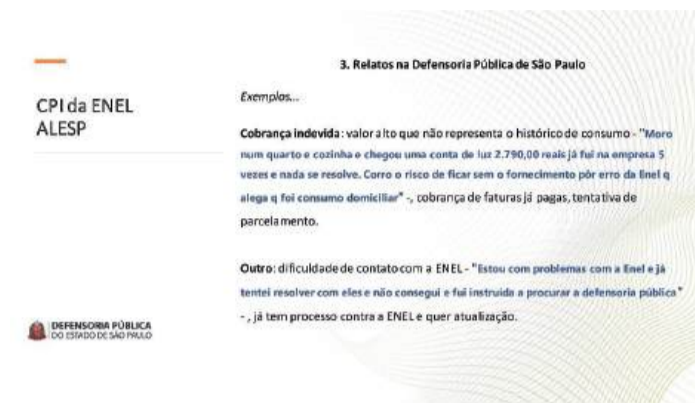 CPI da ENEL
ALESP
3. Relatos na Defensoria Pública de São Paulo
Exemplos...
Cobrança indevida: valor alto que não representa o histórico de consumo - "Moro
num quarto e cozinha e chegou uma conta de luz 2.790,00 reais já fui na empresa 5
vezes e nada se resolve. Corro o risco de ficar sem o fornecimento pôr erro da Enel q
alega q foi consumo domiciliar" -, cobrança de faturas já pagas, tentativa de
parcelamento.
Outro: dificuldade de contato com a ENEL - "Estou com problemas com a Enel e já
tentei resolver com eles e não consegui e fui instruída a procurar a defensoria pública"
- , já tem processo contra a ENEL e quer atualização.
DEFENSORIA PÚBLICA
DO ESTADO DE SÃO PAULO